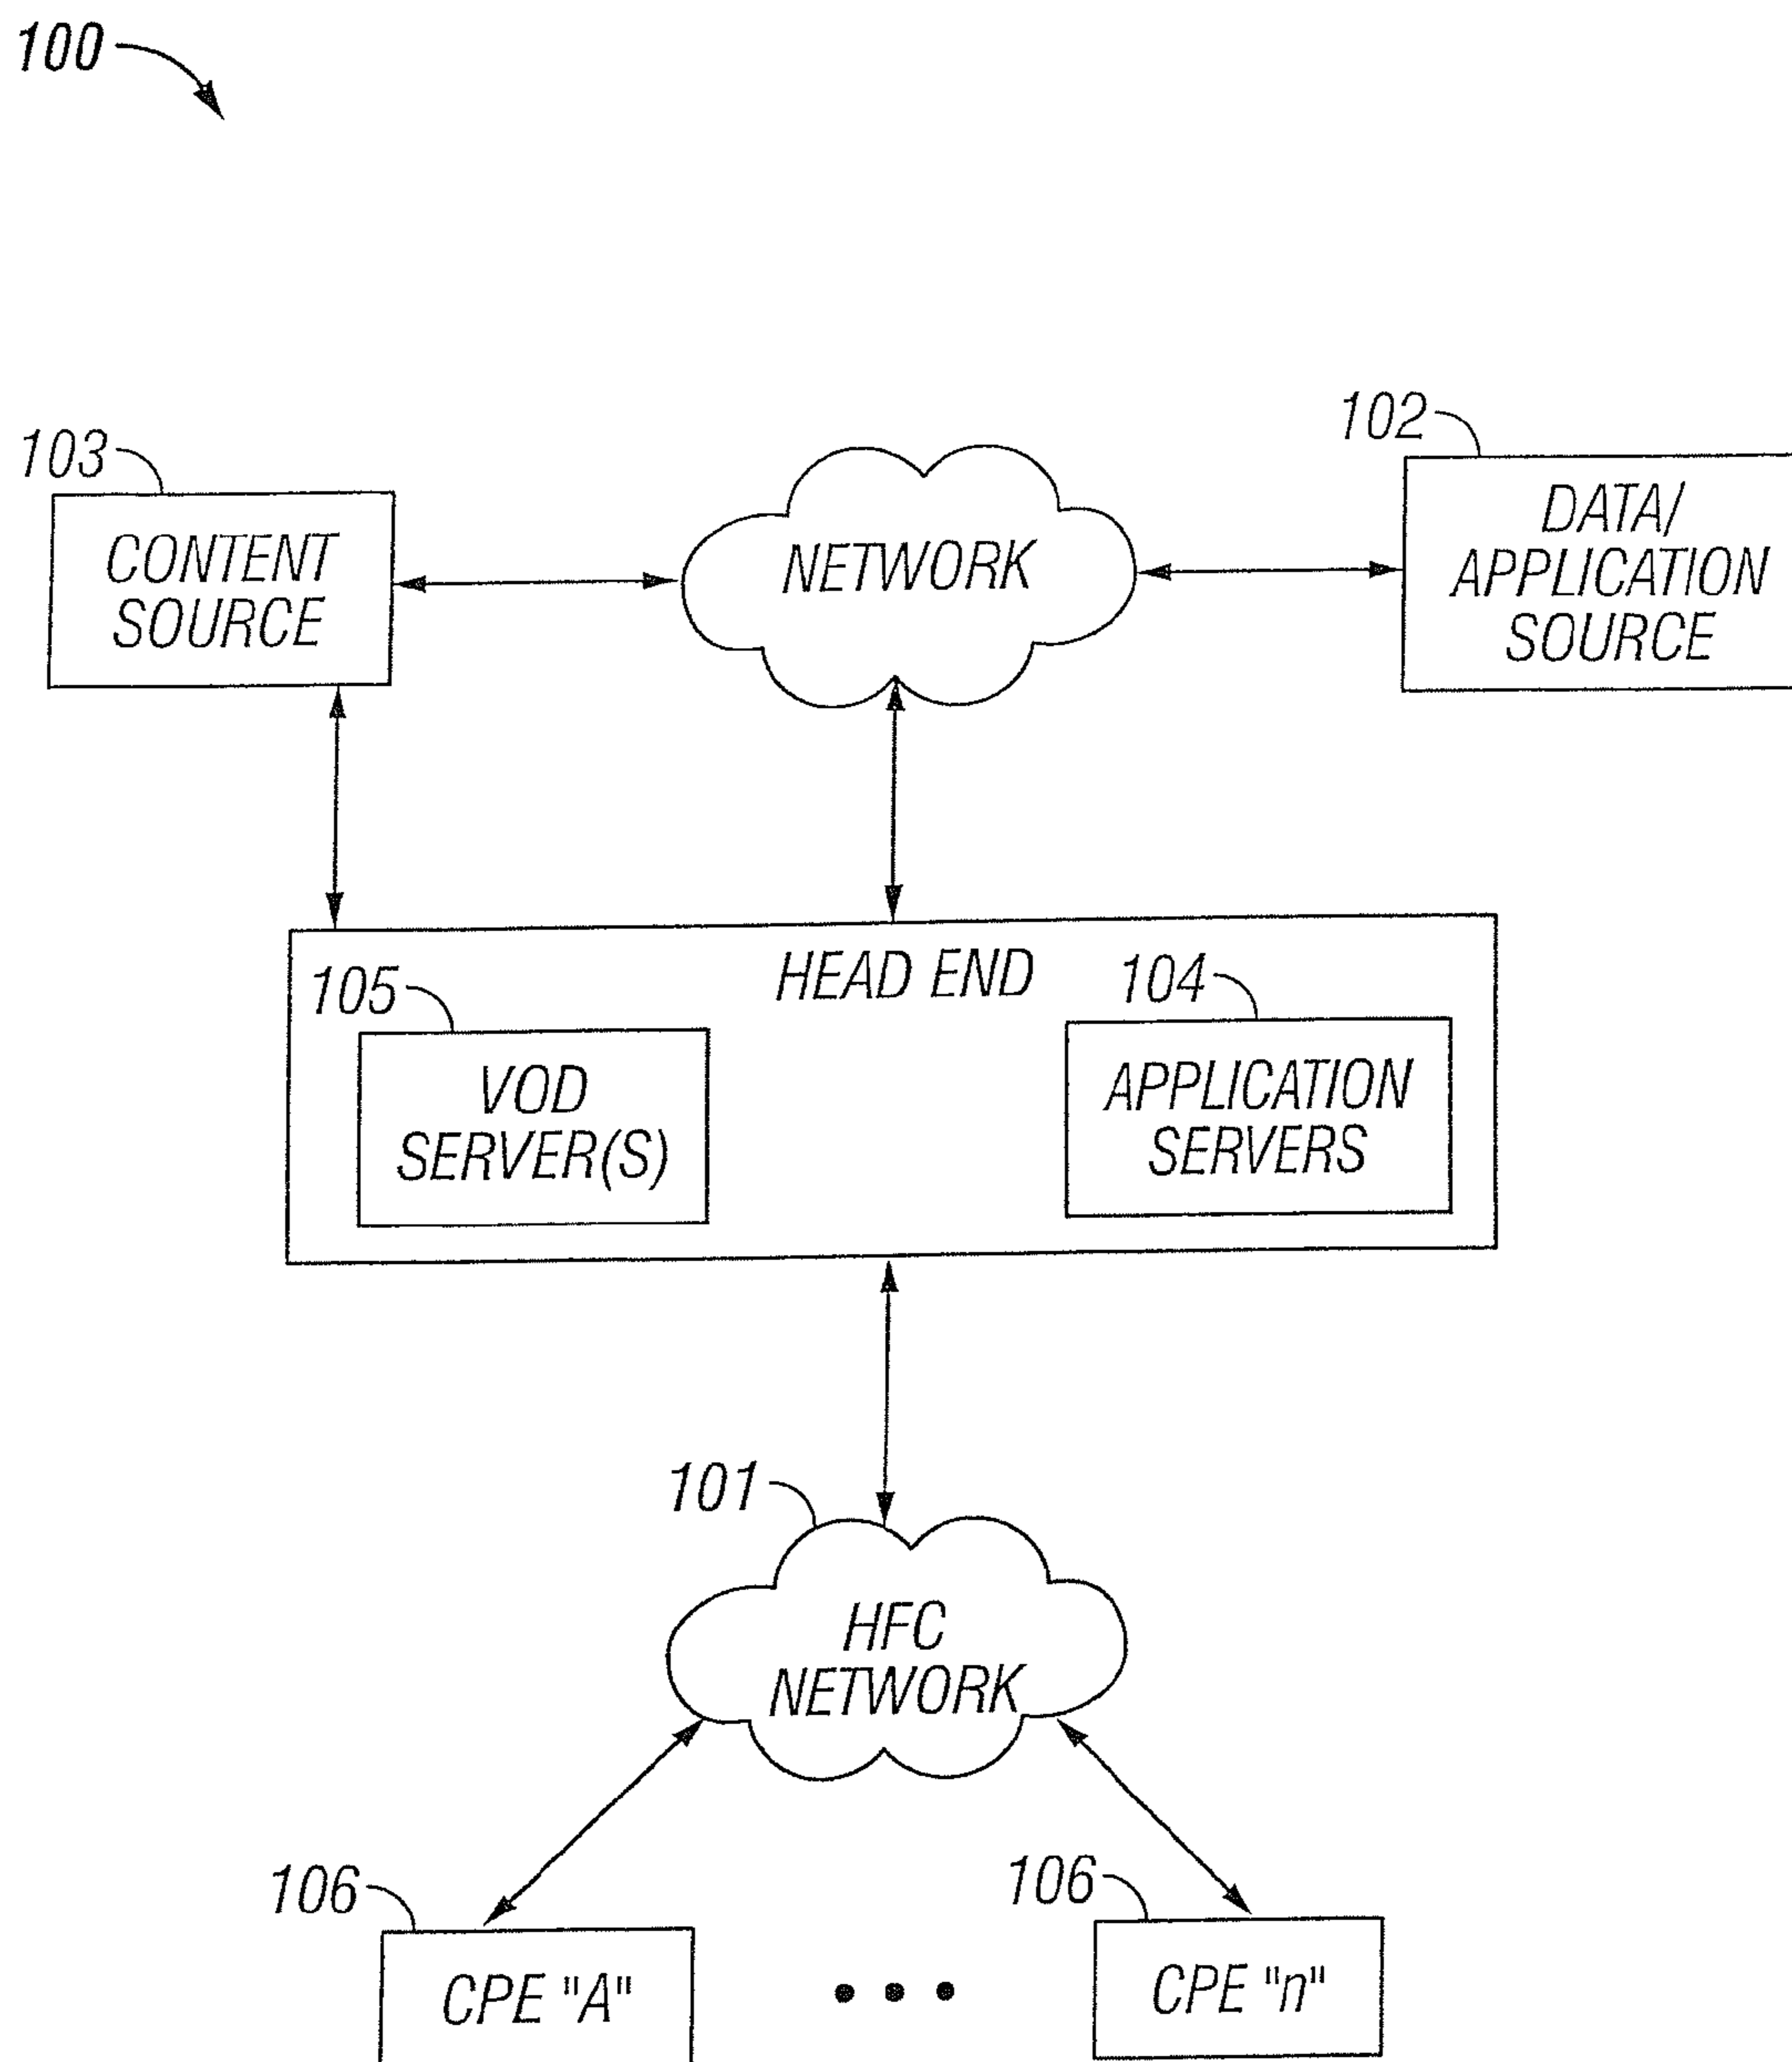 100
103
102
CONTENT
SOURCE
NETWORK
DATA/
APPLICATION
SOURCE
HEAD END
105
104
VOD
SERVER(S)
APPLICATION
SERVERS
101
HFC
NETWORK
106
106
CPE "A"
CPE "n"